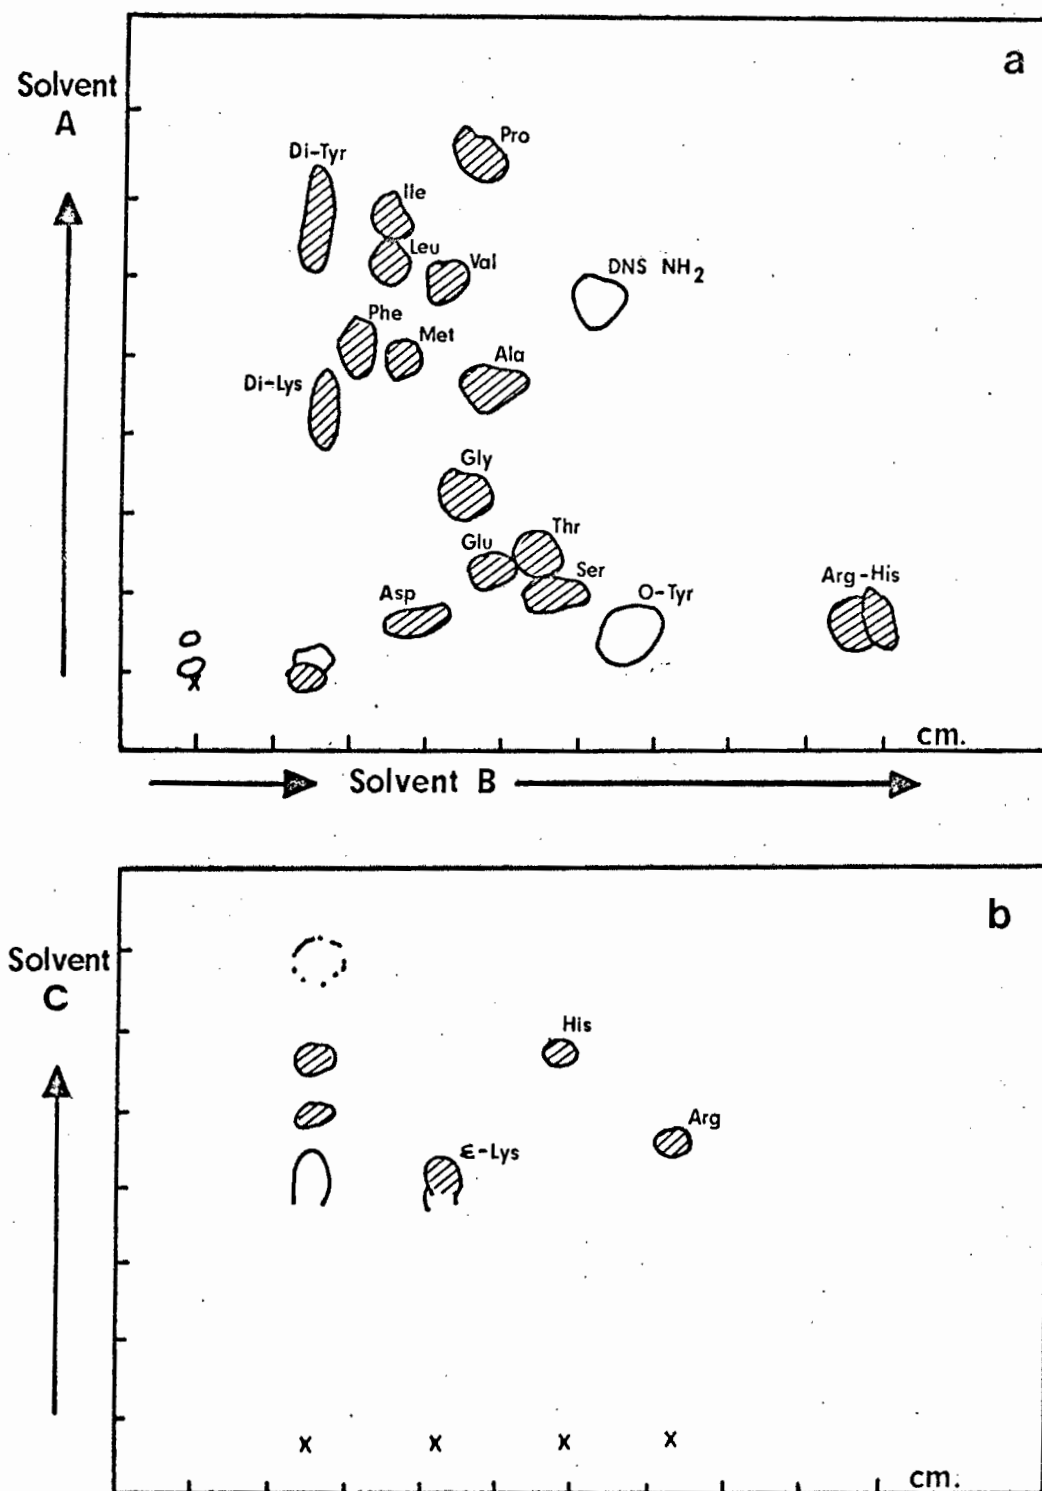 a
Solvent
A
Pro
Di-Tyr
Ile
Leu
Val
DNS NH2
Phe
Met
Ala
Di-Lys
Gly
Thr
Glu
Ser
Asp
O-Tyr
Arg-His
x
cm.
Solvent B
b
Solvent
C
His
Arg
ε-Lys
x x x x
cm.